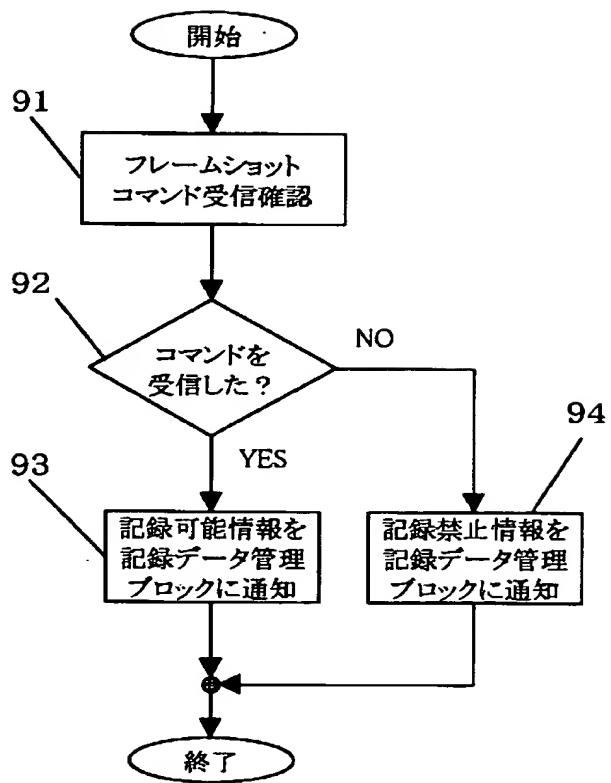 開始
91
フレームショット
コマンド受信確認
92
コマンドを
受信した？
NO
YES
93
記録可能情報を
記録データ管理
ブロックに通知
94
記録禁止情報を
記録データ管理
ブロックに通知
終了